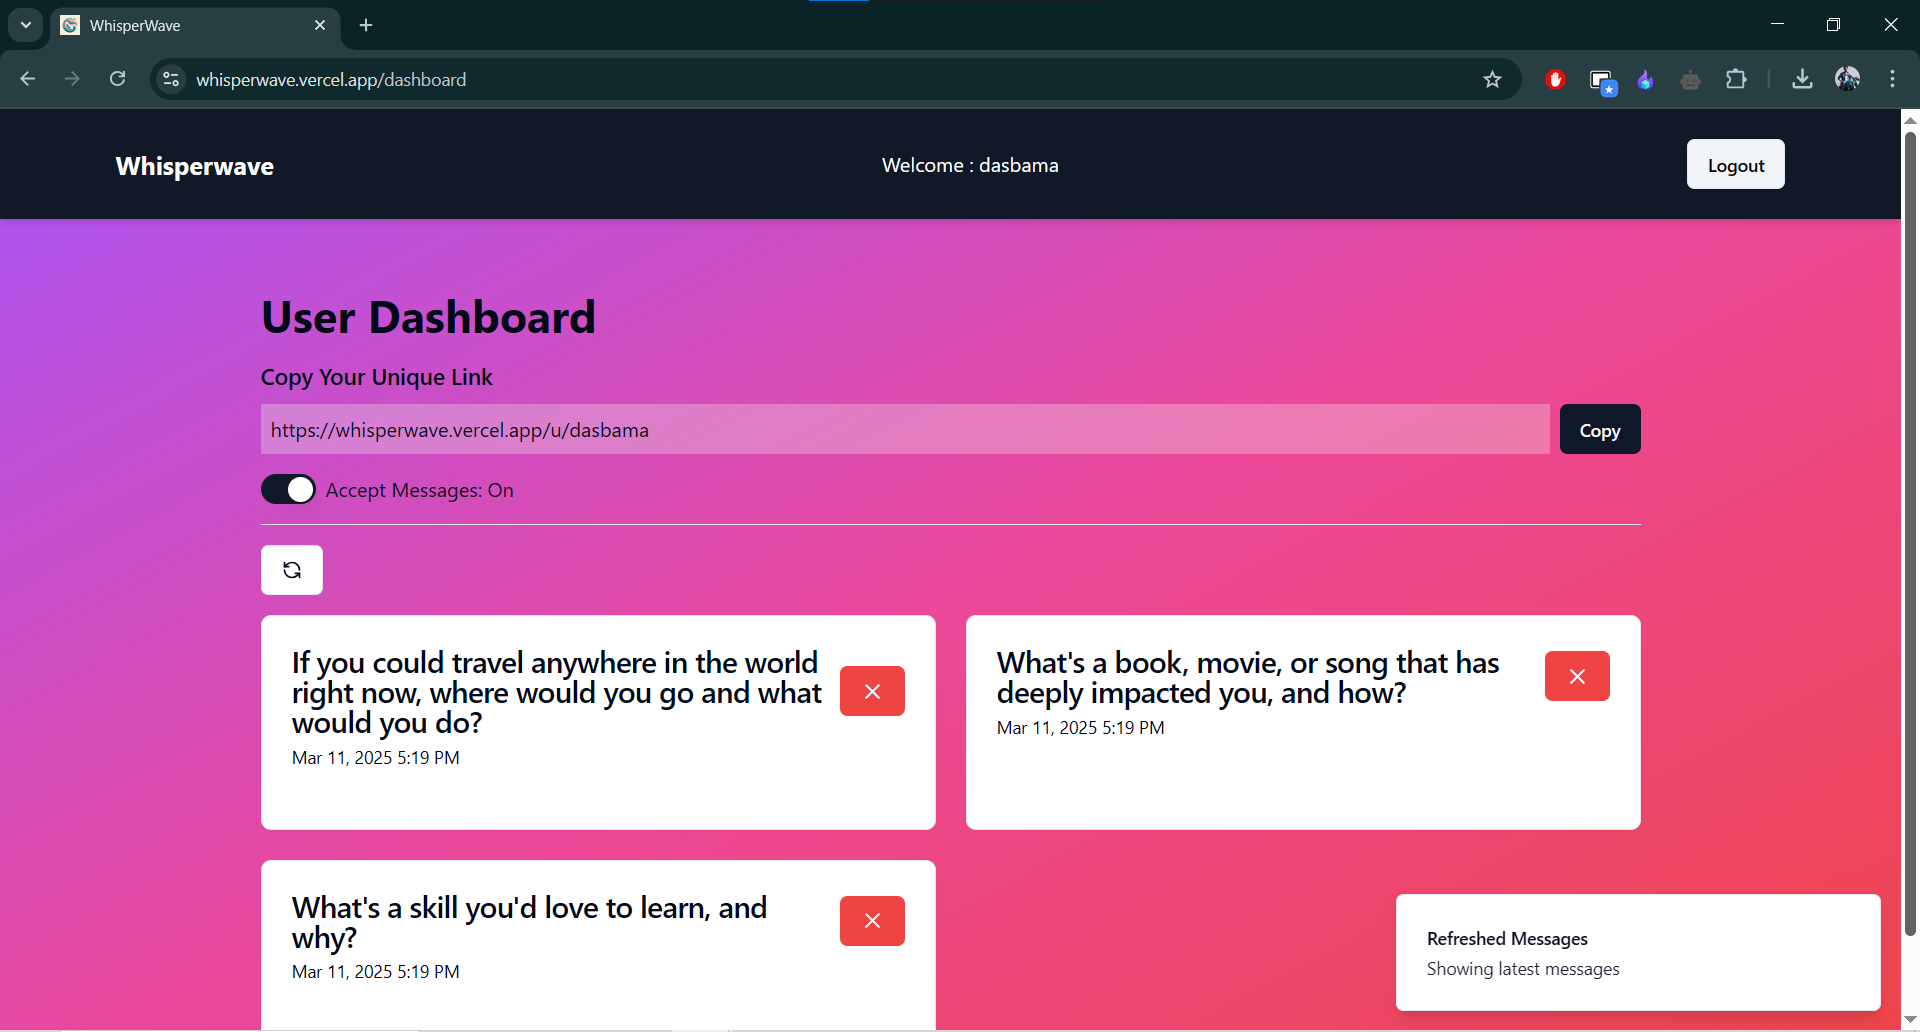 WhisperWave
whisperwave.vercel.app/dashboard
Whisperwave
Welcome : dasbama
Logout
User Dashboard
Copy Your Unique Link
https://whisperwave.vercel.app/u/dasbama
Copy
Accept Messages: On
If you could travel anywhere in the world
right now, where would you go and what
would you do?
Mar 11, 2025 5:19 PM
What's a book, movie, or song that has
deeply impacted you, and how?
Mar 11, 2025 5:19 PM
What's a skill you'd love to learn, and
why?
Mar 11, 2025 5:19 PM
Refreshed Messages
Showing latest messages